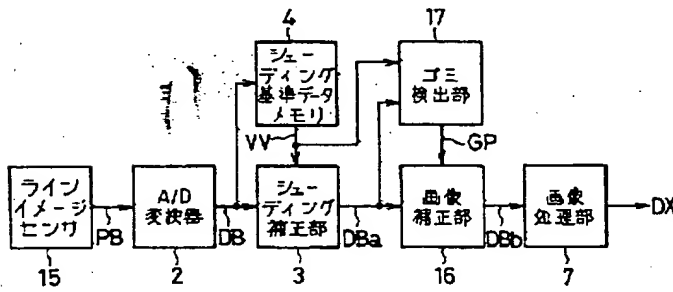 4
シェー
ディング
基準データ
メモリ
17
ゴミ
検出部
VV
GP
ライン
イメージ
センサ
PB
A/D
変換器
DB
シェー
ディング
補正部
DBa
画像
補正部
DBb
画像
処理部
DX
15
2
3
16
7